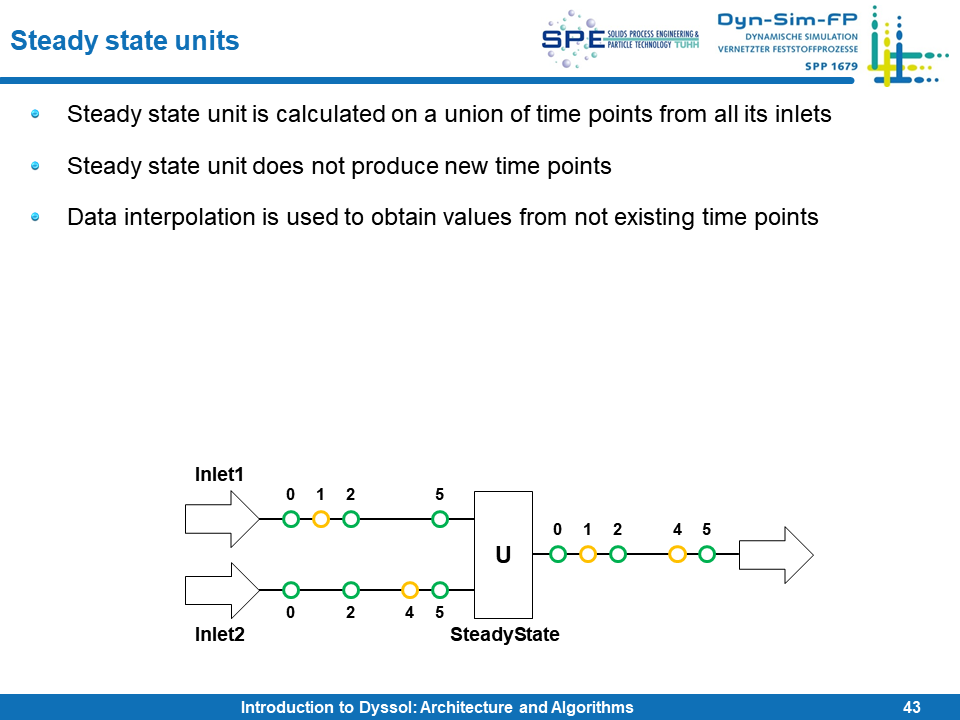 Steady state units
SPE SOLIDS PROCESS ENGINEERING &
PARTICLE TECHNOLOGY TUHH
Dyn-Sim-FP
DYNAMISCHE SIMULATION
VERNETZTER FESTSTOFFPROZESSE
SPP 1679
Steady state unit is calculated on a union of time points from all its inlets
Steady state unit does not produce new time points
Data interpolation is used to obtain values from not existing time points
Inlet1
0 1 2 5
0 1 2 4 5
U
0 2 4 5
Inlet2
SteadyState
Introduction to Dyssol: Architecture and Algorithms
43